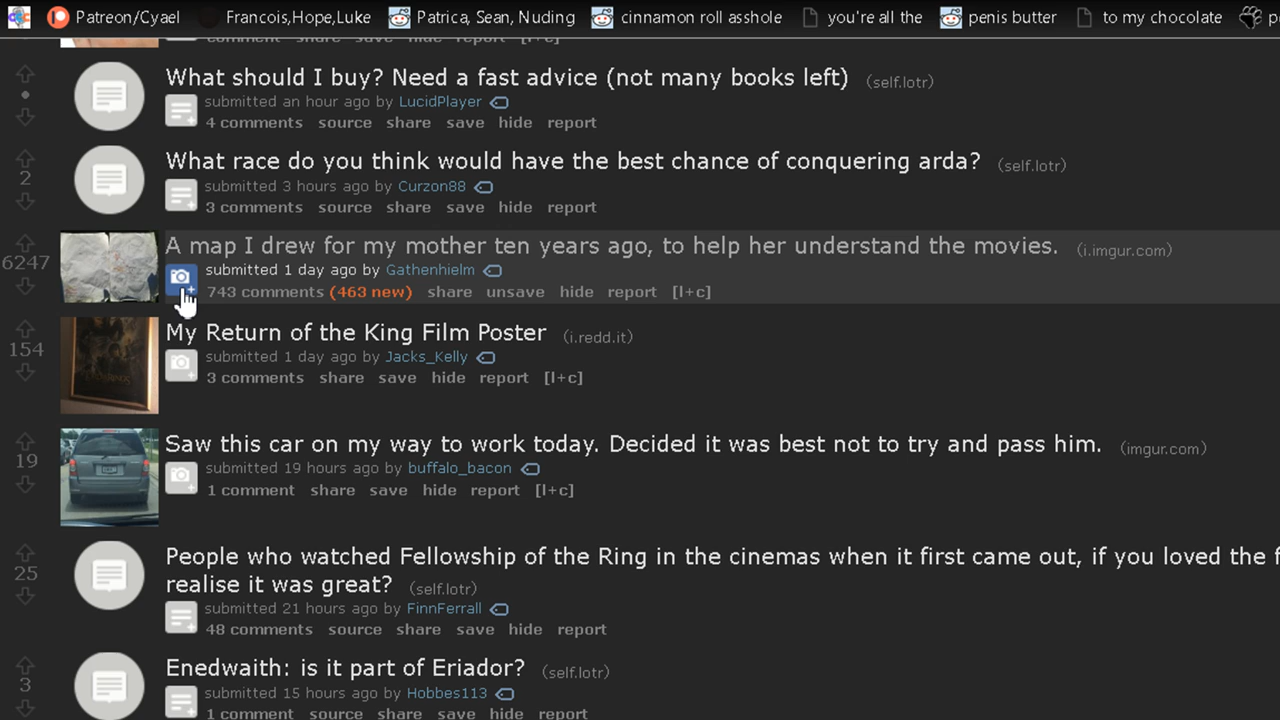 Patreon/Cyael Francois,Hope,Luke Patrica, Sean, Nuding cinnamon roll asshole you're all the penis butter to my chocolate
comment share save hide report [l+c]
What should I buy? Need a fast advice (not many books left) (self.lotr)
submitted an hour ago by LucidPlayer
4 comments source share save hide report
What race do you think would have the best chance of conquering arda? (self.lotr)
2
submitted 3 hours ago by Curzon88
3 comments source share save hide report
A map I drew for my mother ten years ago, to help her understand the movies. (i.imgur.com)
6247
submitted 1 day ago by Gathenhielm
743 comments (463 new) share unsave hide report [l+c]
My Return of the King Film Poster (i.redd.it)
154
submitted 1 day ago by Jacks_Kelly
3 comments share save hide report [l+c]
Saw this car on my way to work today. Decided it was best not to try and pass him. (imgur.com)
19
submitted 19 hours ago by buffalo_bacon
1 comment share save hide report [l+c]
People who watched Fellowship of the Ring in the cinemas when it first came out, if you loved the f
25
realise it was great? (self.lotr)
submitted 21 hours ago by FinnFerrall
48 comments source share save hide report
Enedwaith: is it part of Eriador? (self.lotr)
3
submitted 15 hours ago by Hobbes113
1 comment source share save hide report